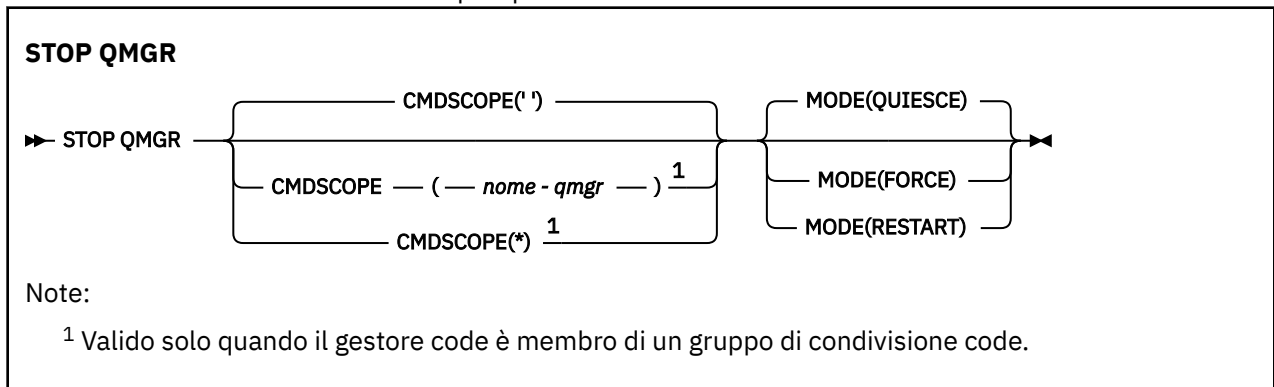 STOP QMGR
CMDSCOPE(' ') MODE(QUIESCE)
STOP QMGR
CMDSCOPE ( nome - qmgr ) 1 MODE(FORCE)
CMDSCOPE(*) 1 MODE(RESTART)
Note:
1 Valido solo quando il gestore code è membro di un gruppo di condivisione code.